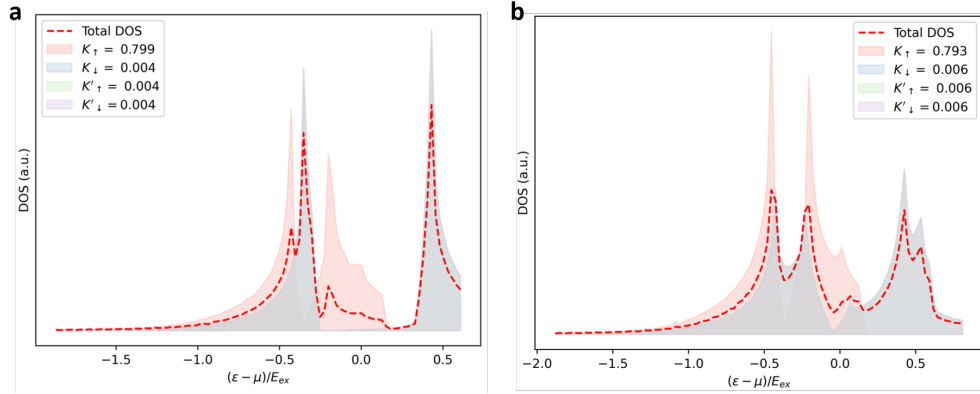 a
Total DOS
K↑ = 0.799
K↓ = 0.004
K'↑ = 0.004
K'↓ = 0.004
DOS (a.u.)
−1.5 −1.0 −0.5 0.0 0.5
(ε − μ)/E_ex
b
Total DOS
K↑ = 0.793
K↓ = 0.006
K'↑ = 0.006
K'↓ = 0.006
DOS (a.u.)
−2.0 −1.5 −1.0 −0.5 0.0 0.5
(ε − μ)/E_ex